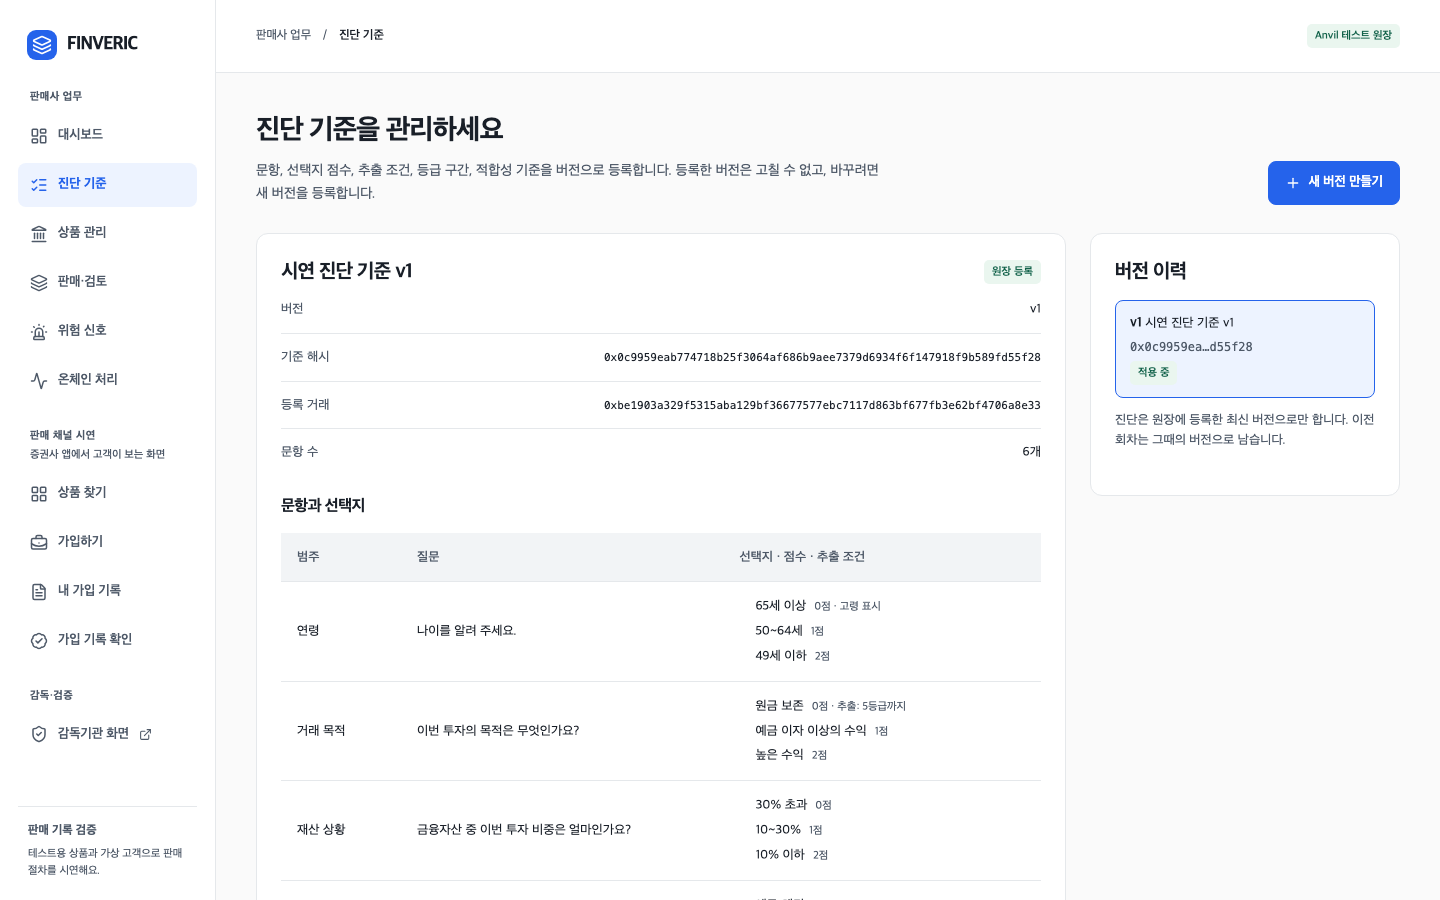 FINVERIC
판매사 업무
대시보드
진단 기준
상품 관리
판매·검토
위험 신호
온체인 처리
판매 채널 시연
증권사 앱에서 고객이 보는 화면
상품 찾기
가입하기
내 가입 기록
가입 기록 확인
감독·검증
감독기관 화면
판매 기록 검증
테스트용 상품과 가상 고객으로 판매
절차를 시연해요.
판매사 업무 / 진단 기준
Anvil 테스트 원장
진단 기준을 관리하세요
문항, 선택지 점수, 추출 조건, 등급 구간, 적합성 기준을 버전으로 등록합니다. 등록한 버전은 고칠 수 없고, 바꾸려면
새 버전을 등록합니다.
새 버전 만들기
시연 진단 기준 v1
원장 등록
버전 v1
기준 해시 0x0c9959eab774718b25f3064af686b9aee7379d6934f6f147918f9b589fd55f28
등록 거래 0xbe1903a329f5315aba129bf36677577ebc7117d863bf677fb3e62bf4706a8e33
문항 수 6개
문항과 선택지
범주 질문 선택지 · 점수 · 추출 조건
연령 나이를 알려 주세요.
65세 이상 0점 · 고령 표시
50~64세 1점
49세 이하 2점
거래 목적 이번 투자의 목적은 무엇인가요?
원금 보존 0점 · 추출: 5등급까지
예금 이자 이상의 수익 1점
높은 수익 2점
재산 상황 금융자산 중 이번 투자 비중은 얼마인가요?
30% 초과 0점
10~30% 1점
10% 이하 2점
버전 이력
v1 시연 진단 기준 v1
0x0c9959ea…d55f28
적용 중
진단은 원장에 등록한 최신 버전으로만 합니다. 이전
회차는 그때의 버전으로 남습니다.